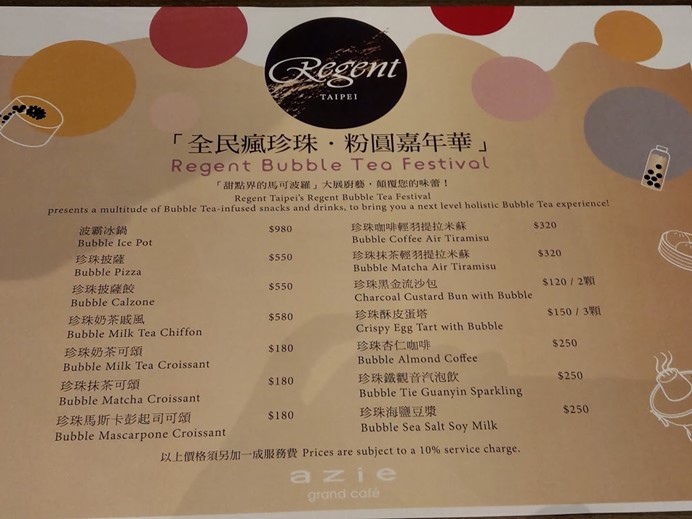 Regent
TAIPEI
「全民瘋珍珠·粉圓嘉年華」
Regent Bubble Tea Festival
「甜點界的馬可波羅」大展廚藝，顛覆您的味蕾！
Regent Taipei's Regent Bubble Tea Festival
presents a multitude of Bubble Tea-infused snacks and drinks, to bring you a next level holistic Bubble Tea experience!
波霸冰鍋 $980
Bubble Ice Pot
珍珠披薩 $550
Bubble Pizza
珍珠披薩餃 $550
Bubble Calzone
珍珠奶茶戚風 $580
Bubble Milk Tea Chiffon
珍珠奶茶可頌 $180
Bubble Milk Tea Croissant
珍珠抹茶可頌 $180
Bubble Matcha Croissant
珍珠馬斯卡彭起司可頌 $180
Bubble Mascarpone Croissant
珍珠咖啡輕羽提拉米蘇 $320
Bubble Coffee Air Tiramisu
珍珠抹茶輕羽提拉米蘇 $320
Bubble Matcha Air Tiramisu
珍珠黑金流沙包 $120 / 2顆
Charcoal Custard Bun with Bubble
珍珠酥皮蛋塔 $150 / 3顆
Crispy Egg Tart with Bubble
珍珠杏仁咖啡 $250
Bubble Almond Coffee
珍珠鐵觀音汽泡飲 $250
Bubble Tie Guanyin Sparkling
珍珠海鹽豆漿 $250
Bubble Sea Salt Soy Milk
以上價格須另加一成服務費 Prices are subject to a 10% service charge.
azie
grand café